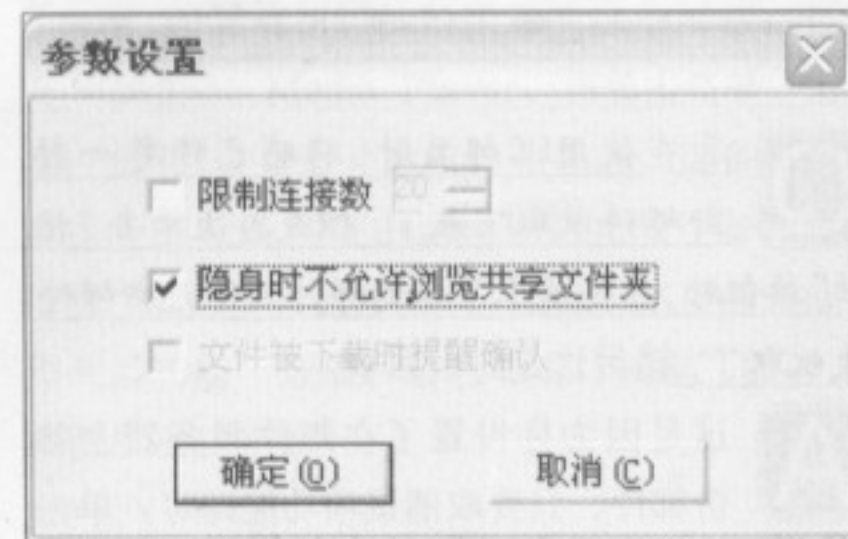 参数设置
限制连接数 20
隐身时不允许浏览共享文件夹
文件被下载时提醒确认
确定(O)
取消(C)